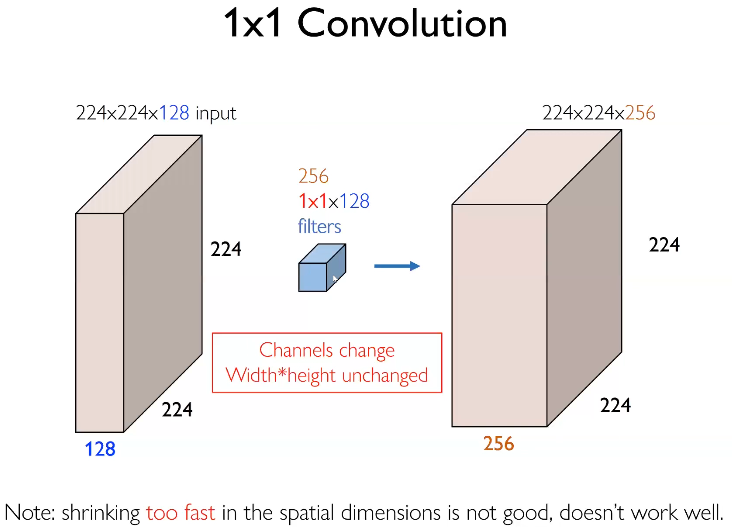 1x1 Convolution
224x224x128 input
224x224x256
256
1x1x128
filters
224
224
Channels change
Width*height unchanged
224
224
128
256
Note: shrinking too fast in the spatial dimensions is not good, doesn't work well.